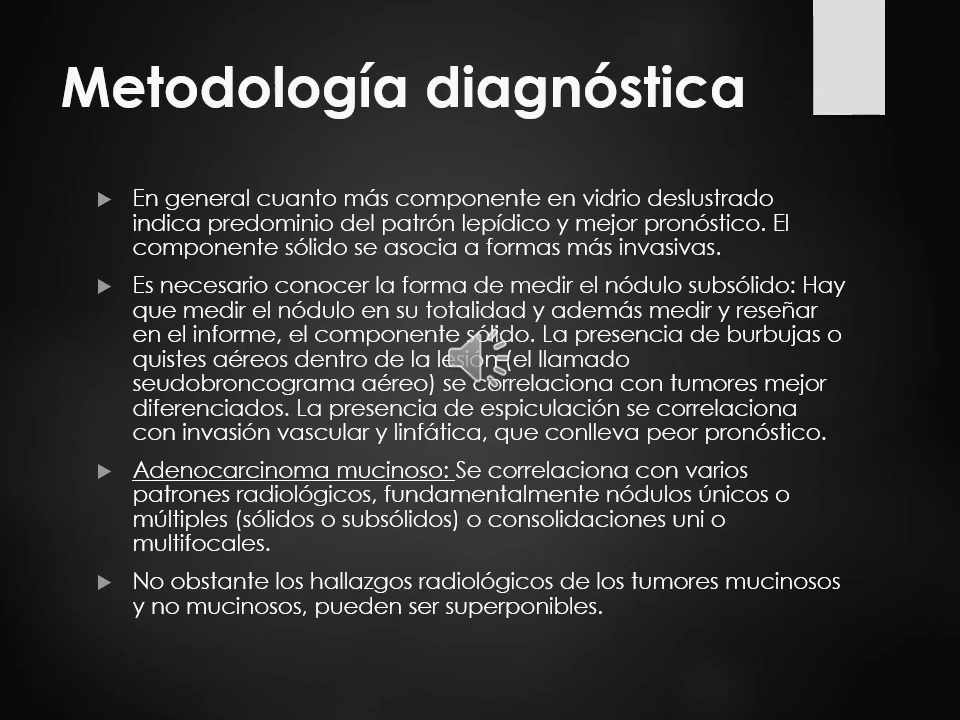 Metodología diagnóstica
En general cuanto más componente en vidrio deslustrado
indica predominio del patrón lepídico y mejor pronóstico. El
componente sólido se asocia a formas más invasivas.
Es necesario conocer la forma de medir el nódulo subsólido: Hay
que medir el nódulo en su totalidad y además medir y reseñar
en el informe, el componente sólido. La presencia de burbujas o
quistes aéreos dentro de la lesión (el llamado
seudobroncograma aéreo) se correlaciona con tumores mejor
diferenciados. La presencia de espiculación se correlaciona
con invasión vascular y linfática, que conlleva peor pronóstico.
Adenocarcinoma mucinoso: Se correlaciona con varios
patrones radiológicos, fundamentalmente nódulos únicos o
múltiples (sólidos o subsólidos) o consolidaciones uni o
multifocales.
No obstante los hallazgos radiológicos de los tumores mucinosos
y no mucinosos, pueden ser superponibles.